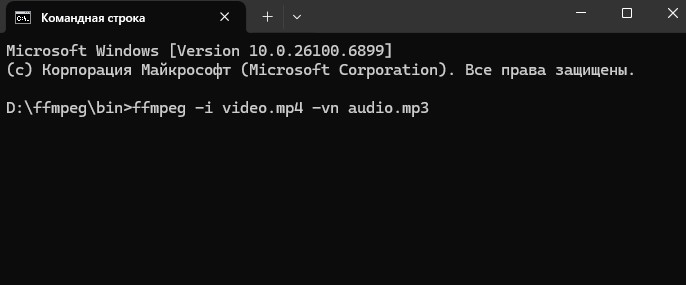 Командная строка
Microsoft Windows [Version 10.0.26100.6899]
(c) Корпорация Майкрософт (Microsoft Corporation). Все права защищены.
D:\ffmpeg\bin>ffmpeg -i video.mp4 -vn audio.mp3